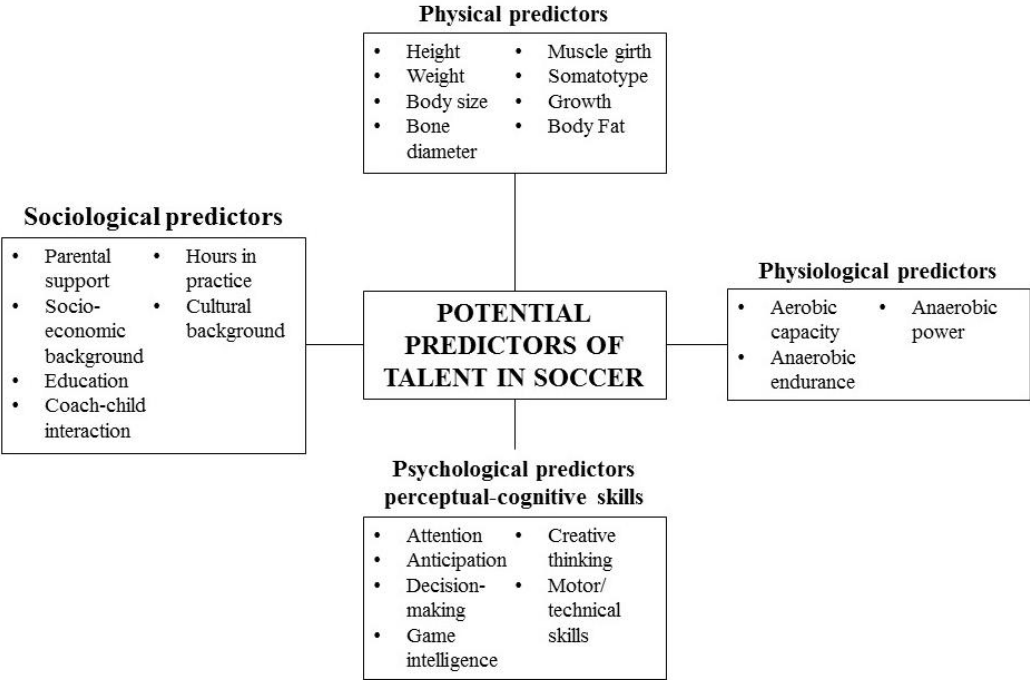 Physical predictors
• Height
• Weight
• Body size
• Bone
diameter
• Muscle girth
• Somatotype
• Growth
• Body Fat
Sociological predictors
• Parental
support
• Socio-
economic
background
• Education
• Coach-child
interaction
• Hours in
practice
• Cultural
background
POTENTIAL
PREDICTORS OF
TALENT IN SOCCER
Physiological predictors
• Aerobic
capacity
• Anaerobic
endurance
• Anaerobic
power
Psychological predictors
perceptual-cognitive skills
• Attention
• Anticipation
• Decision-
making
• Game
intelligence
• Creative
thinking
• Motor/
technical
skills